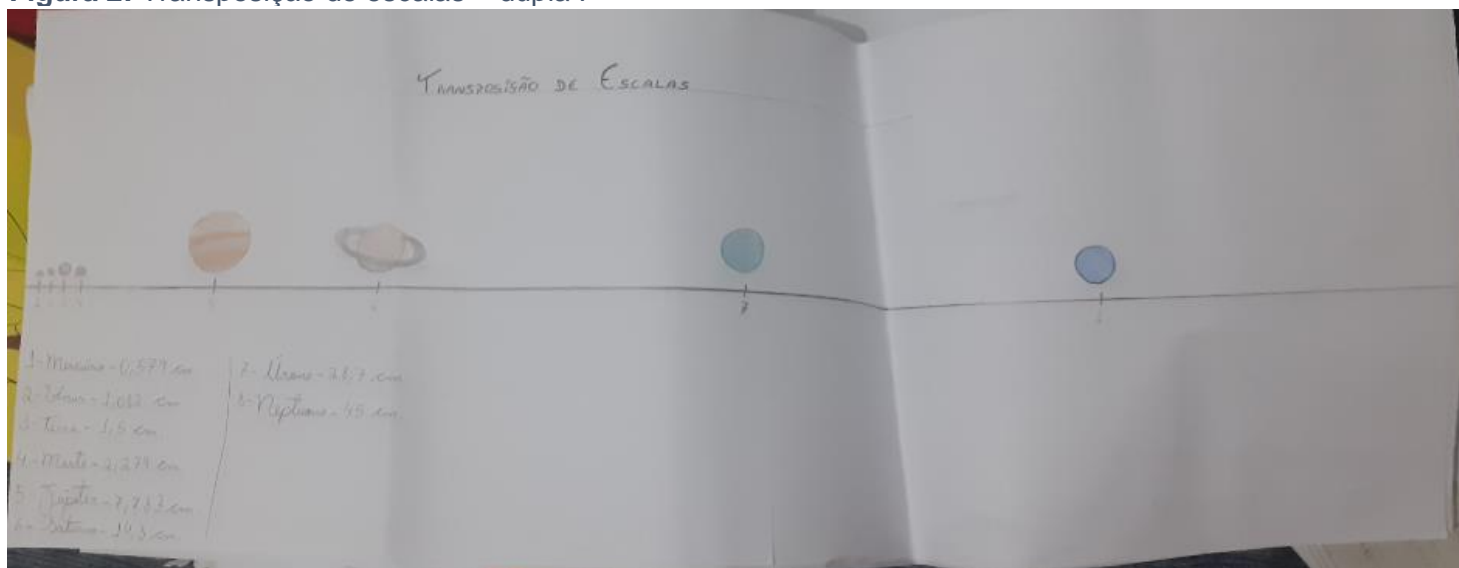 TRANSPOSISÃO DE ESCALAS
7
1-Mercúrio-0,579 cm
2-Vênus-1,082 cm
3-Terra-1,5 cm
4-Marte-2,279 cm
5-Júpiter-7,783 cm
6-Saturno-14,3 cm
7-Urano-28,7 cm
8-Neptuno-45 cm